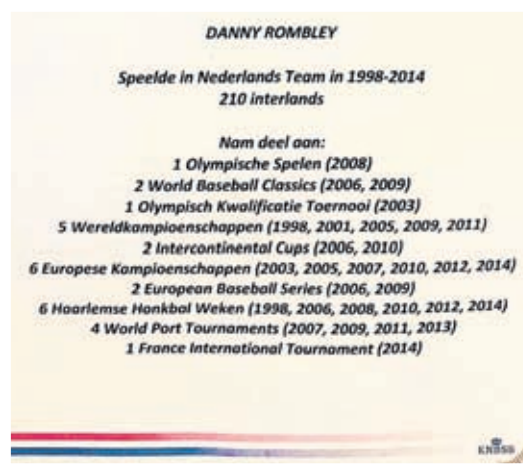 DANNY ROMBLEY
Speelde in Nederlands Team in 1998-2014
210 interlands
Nam deel aan:
1 Olympische Spelen (2008)
2 World Baseball Classics (2006, 2009)
1 Olympisch Kwalificatie Toernooi (2003)
5 Wereldkampioenschappen (1998, 2001, 2005, 2009, 2011)
2 Intercontinental Cups (2006, 2010)
6 Europese Kampioenschappen (2003, 2005, 2007, 2010, 2012, 2014)
2 European Baseball Series (2006, 2009)
6 Haarlemse Honkbal Weken (1998, 2006, 2008, 2010, 2012, 2014)
4 World Port Tournaments (2007, 2009, 2011, 2013)
1 France International Tournament (2014)
KNBSB